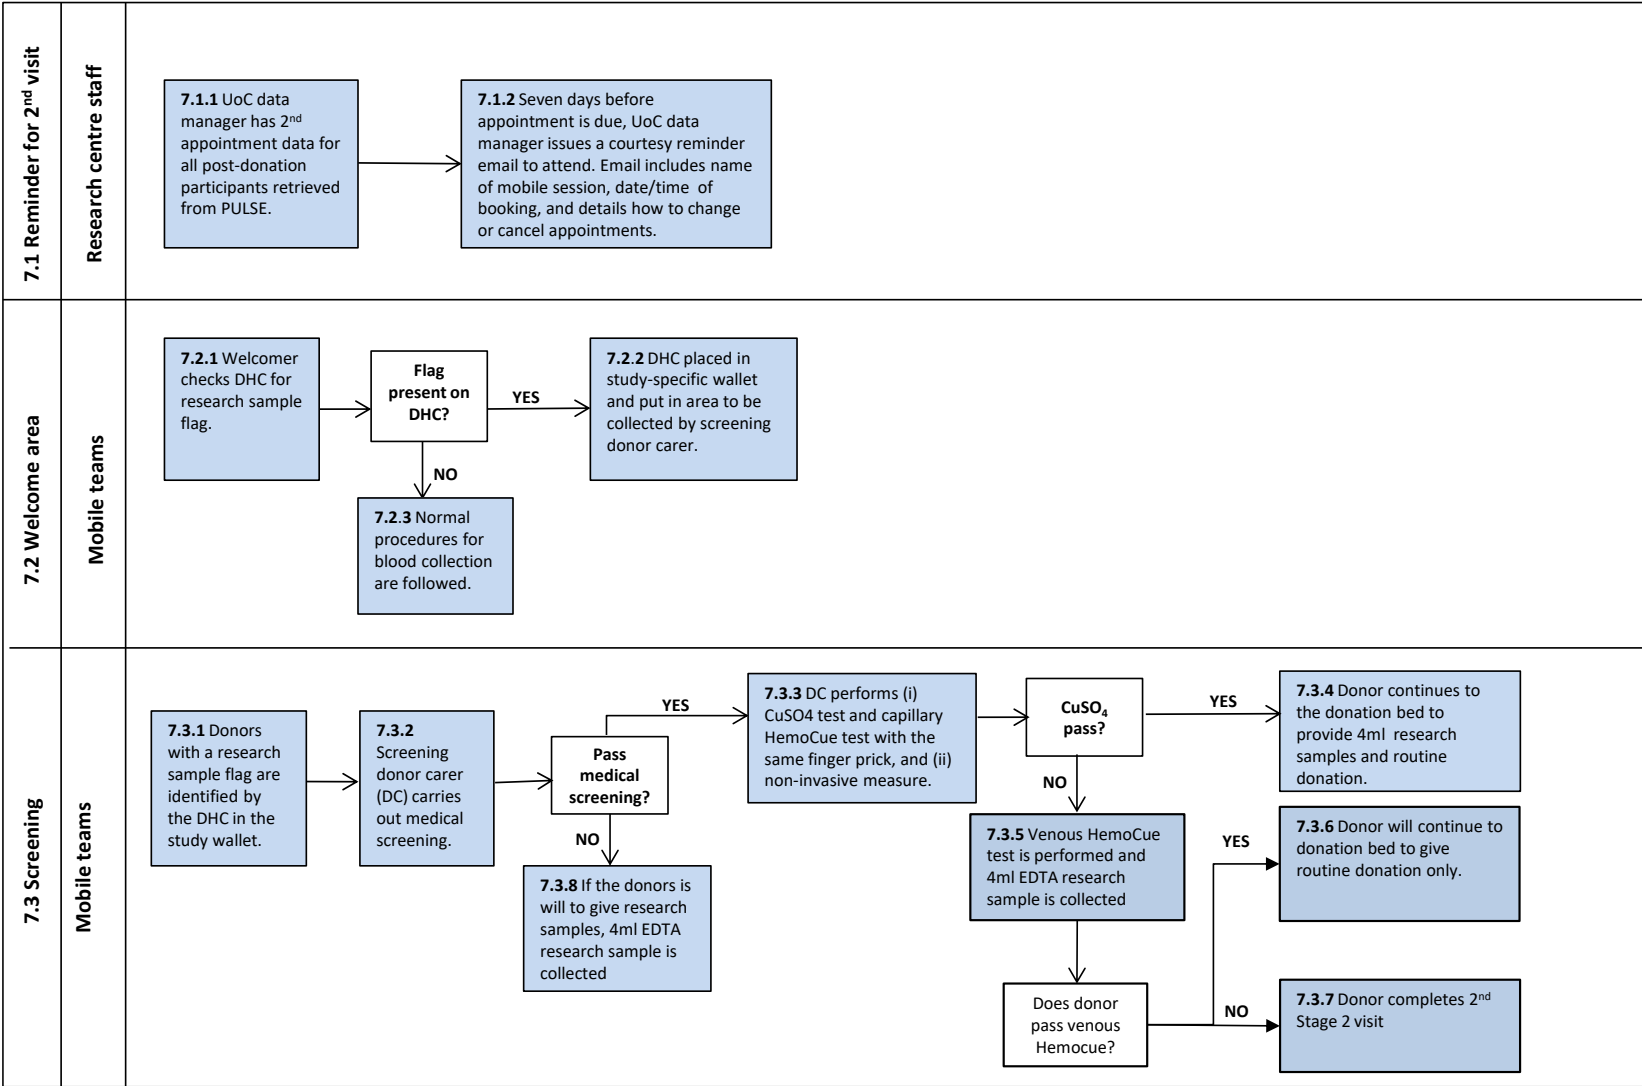 7.1 Reminder for 2nd visit
Research centre staff
7.1.1 UoC data
manager has 2nd
appointment data for
all post-donation
participants retrieved
from PULSE.
7.1.2 Seven days before
appointment is due, UoC data
manager issues a courtesy reminder
email to attend. Email includes name
of mobile session, date/time of
booking, and details how to change
or cancel appointments.
7.2 Welcome area
Mobile teams
7.2.1 Welcomer
checks DHC for
research sample
flag.
Flag
present on
DHC?
YES
7.2.2 DHC placed in
study-specific wallet
and put in area to be
collected by screening
donor carer.
NO
7.2.3 Normal
procedures for
blood collection
are followed.
7.3 Screening
Mobile teams
7.3.1 Donors
with a research
sample flag are
identified by
the DHC in the
study wallet.
7.3.2
Screening
donor carer
(DC) carries
out medical
screening.
Pass
medical
screening?
YES
7.3.3 DC performs (i)
CuSO4 test and capillary
HemoCue test with the
same finger prick, and (ii)
non-invasive measure.
CuSO4
pass?
YES
7.3.4 Donor continues to
the donation bed to
provide 4ml research
samples and routine
donation.
NO
7.3.8 If the donors is
will to give research
samples, 4ml EDTA
research sample is
collected
NO
7.3.5 Venous HemoCue
test is performed and
4ml EDTA research
sample is collected
YES
7.3.6 Donor will continue to
donation bed to give
routine donation only.
Does donor
pass venous
Hemocue?
NO
7.3.7 Donor completes 2nd
Stage 2 visit